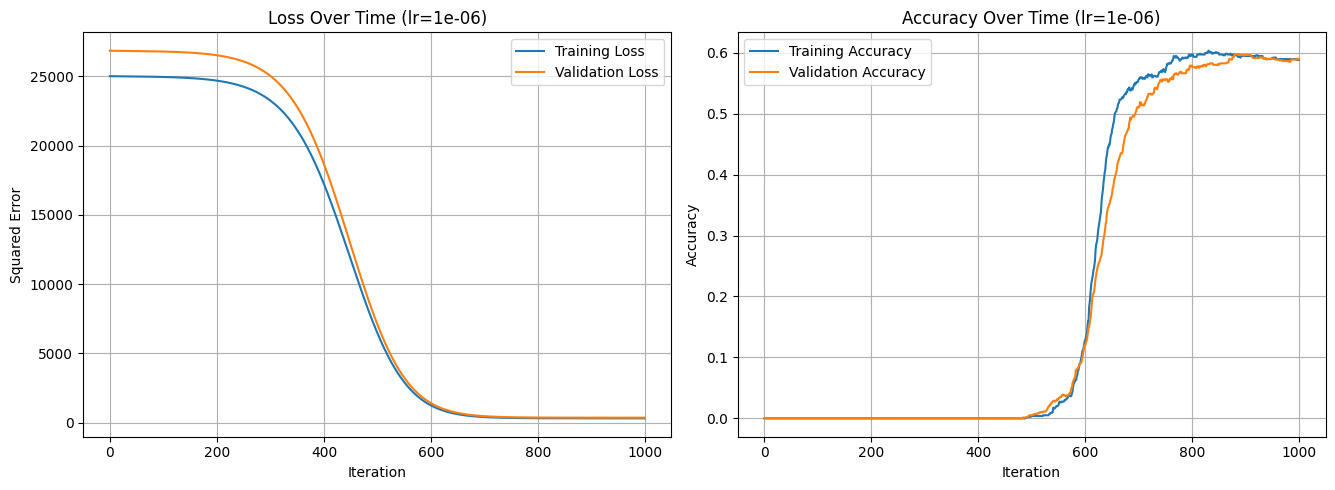 Loss Over Time (lr=1e-06)
Training Loss
Validation Loss
25000
20000
15000
10000
5000
0
Squared Error
0 200 400 600 800 1000
Iteration
Accuracy Over Time (lr=1e-06)
Training Accuracy
Validation Accuracy
0.6
0.5
0.4
0.3
0.2
0.1
0.0
Accuracy
0 200 400 600 800 1000
Iteration